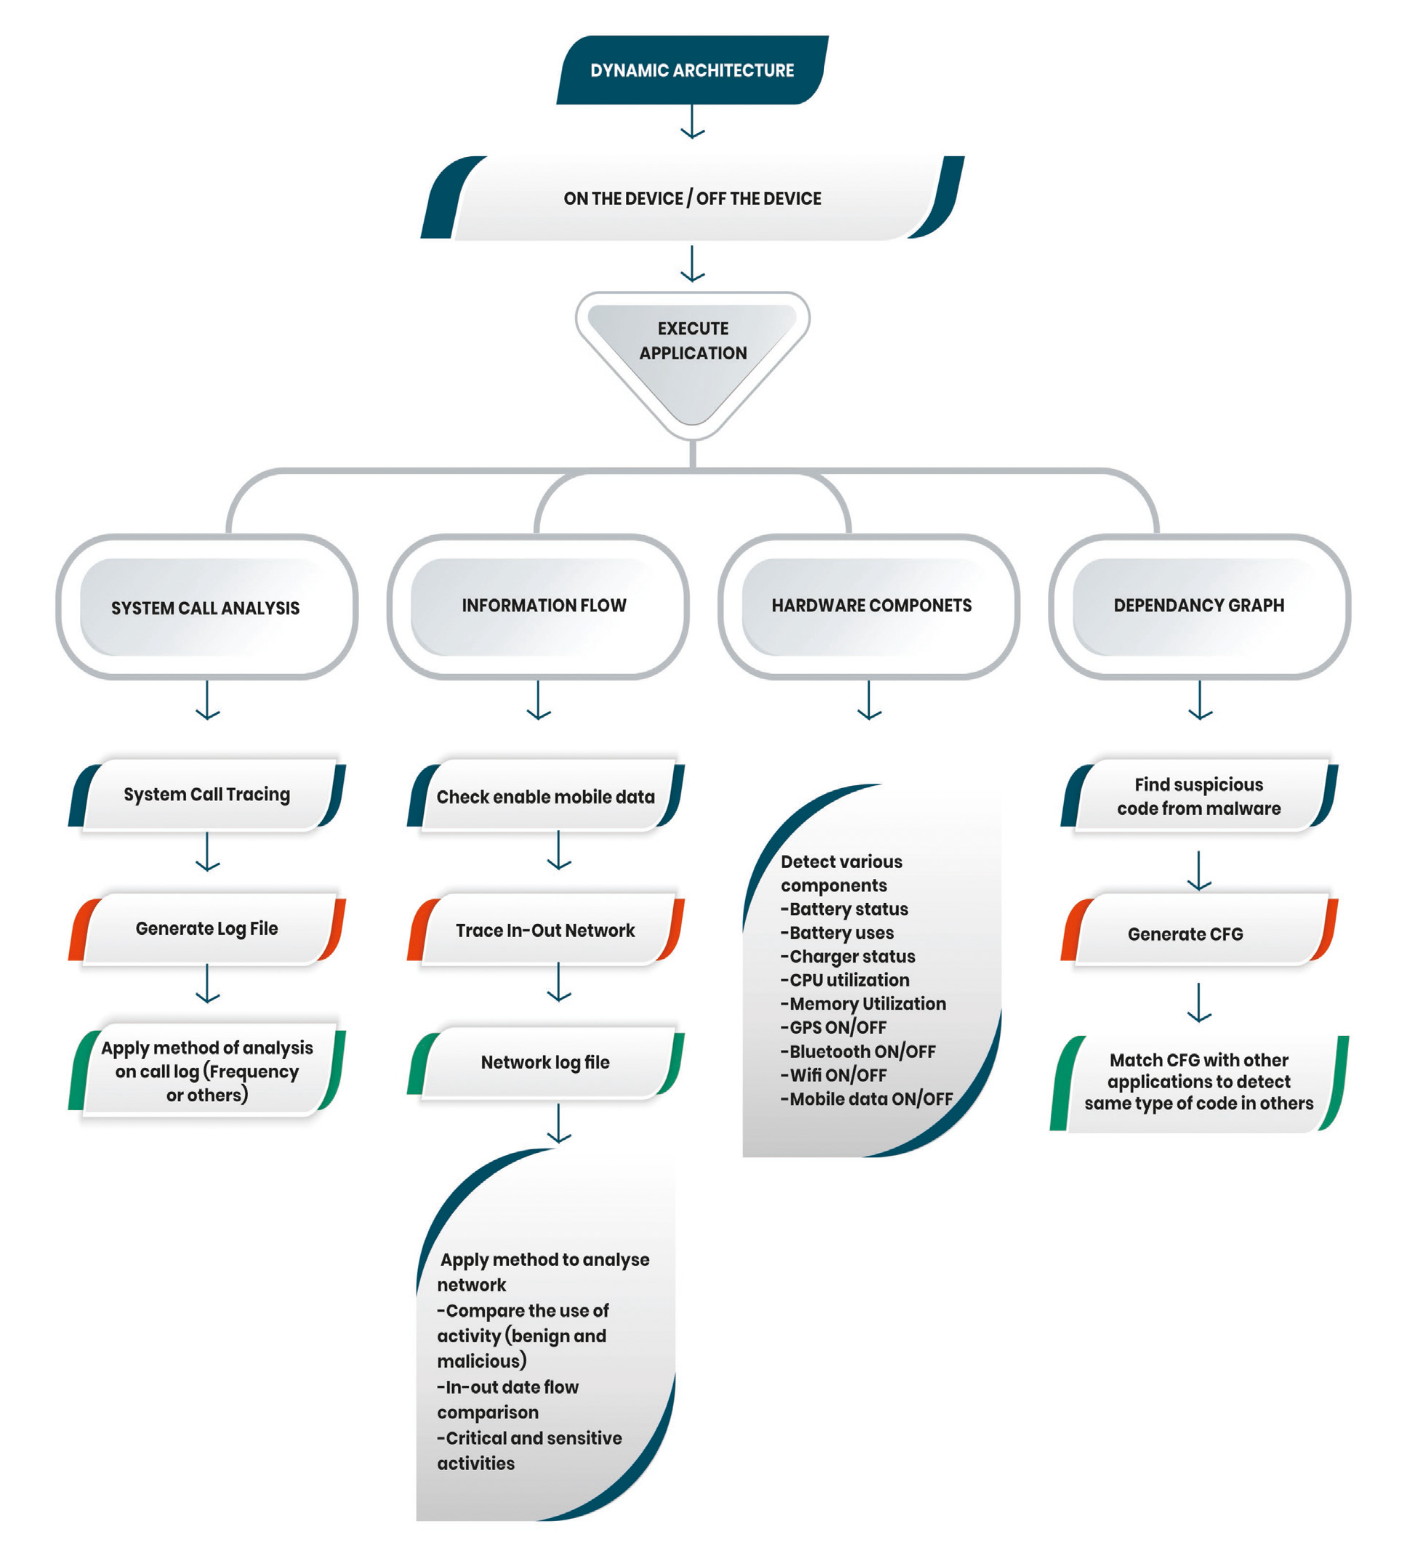 DYNAMIC ARCHITECTURE
ON THE DEVICE / OFF THE DEVICE
EXECUTE
APPLICATION
SYSTEM CALL ANALYSIS
INFORMATION FLOW
HARDWARE COMPONETS
DEPENDANCY GRAPH
System Call Tracing
Generate Log File
Apply method of analysis
on call log (Frequency
or others)
Check enable mobile data
Trace In-Out Network
Network log file
Apply method to analyse
network
-Compare the use of
activity (benign and
malicious)
-In-out date flow
comparison
-Critical and sensitive
activities
Detect various
components
-Battery status
-Battery uses
-Charger status
-CPU utilization
-Memory Utilization
-GPS ON/OFF
-Bluetooth ON/OFF
-Wifi ON/OFF
-Mobile data ON/OFF
Find suspicious
code from malware
Generate CFG
Match CFG with other
applications to detect
same type of code in others